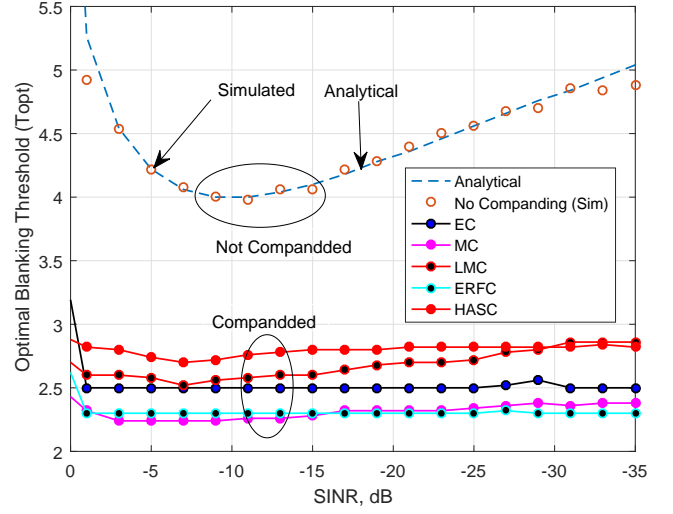 5.5
5
4.5
4
3.5
3
2.5
2
Optimal Blanking Threshold (Topt)
Simulated
Analytical
Not Compandded
Analytical
No Companding (Sim)
EC
MC
LMC
ERFC
HASC
Compandded
0
-5
-10
-15
-20
-25
-30
-35
SINR, dB